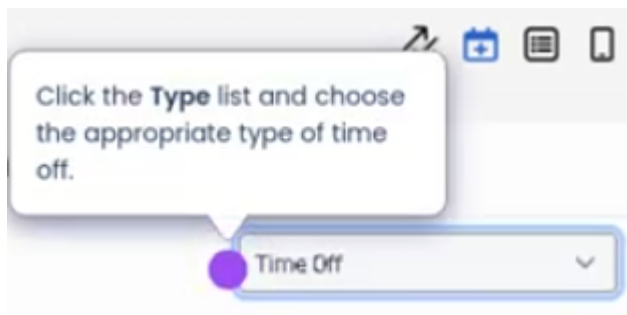 Click the Type list and choose
the appropriate type of time
off.
Time Off